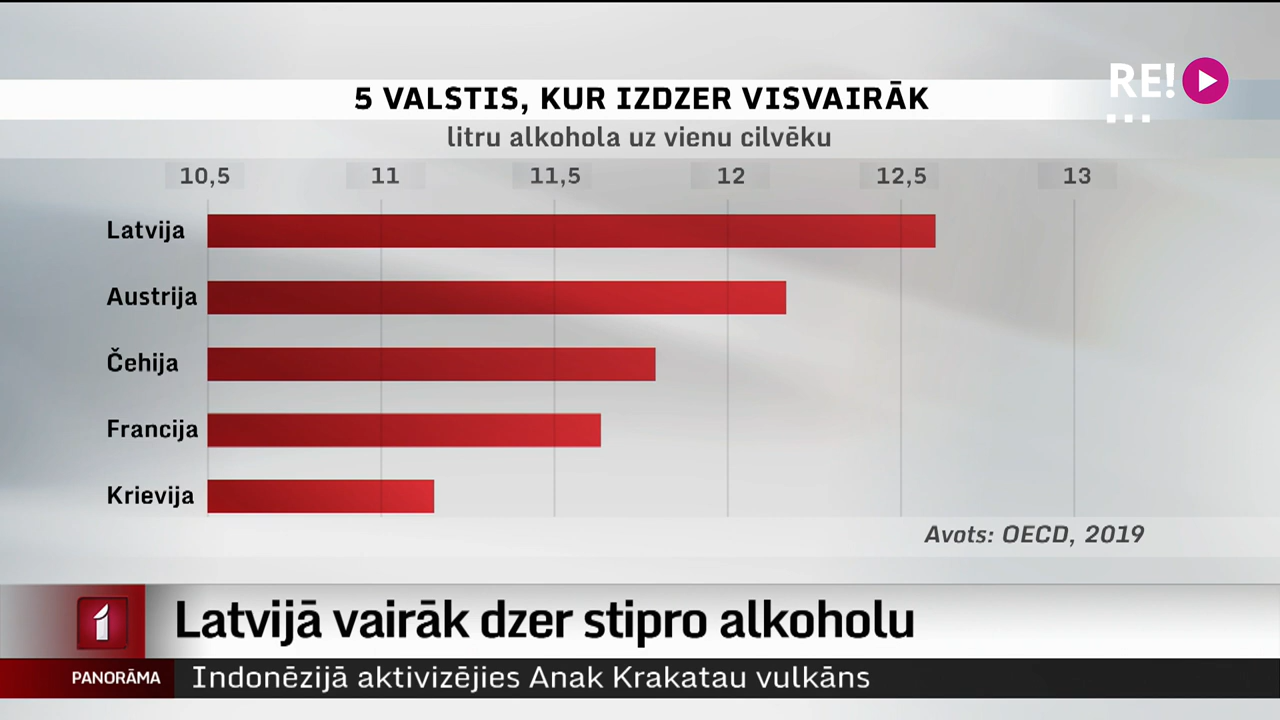 RE!
5 VALSTIS, KUR IZDZER VISVAIRĀK
litru alkohola uz vienu cilvēku
10,5 11 11,5 12 12,5 13
Latvija
Austrija
Čehija
Francija
Krievija
Avots: OECD, 2019
1 Latvijā vairāk dzer stipro alkoholu
PANORĀMA Indonēzijā aktivizējies Anak Krakatau vulkāns